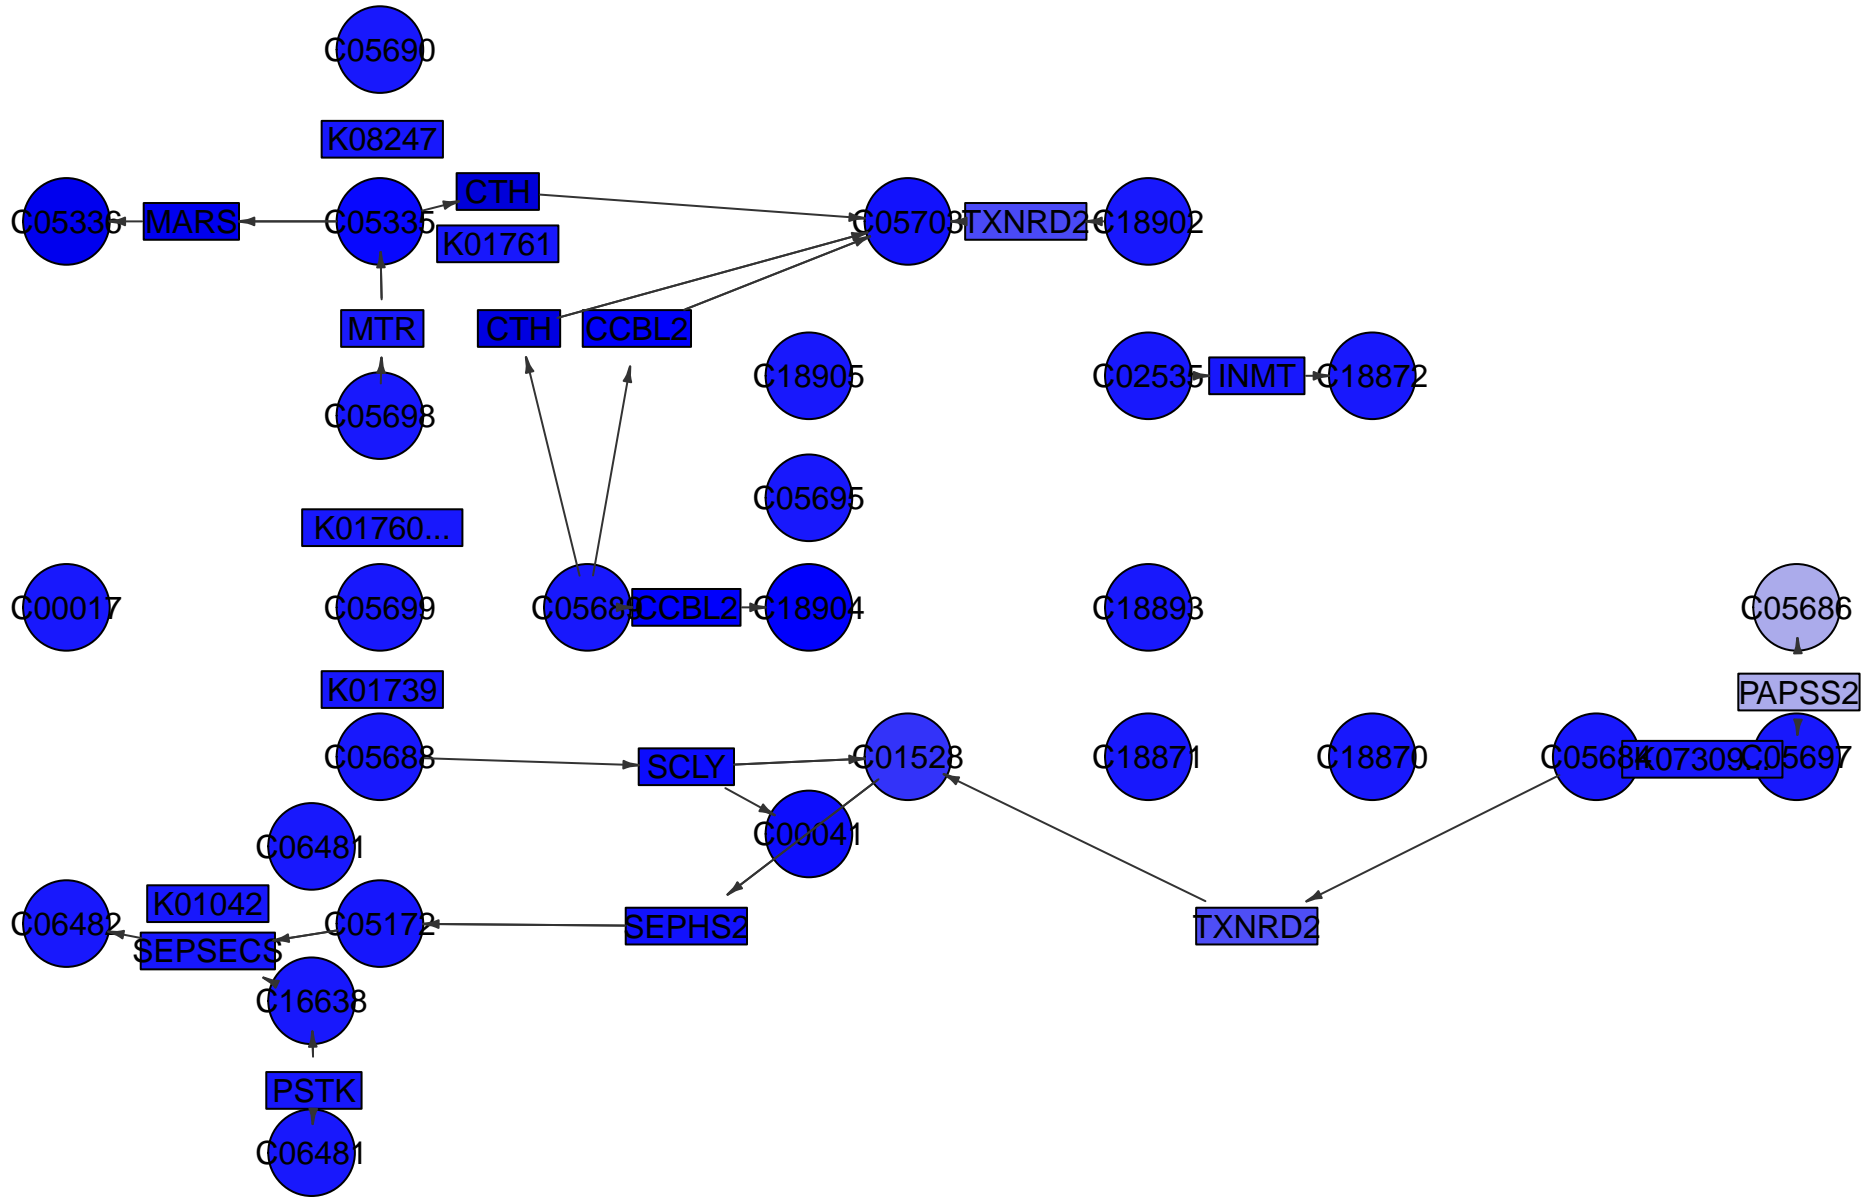 C05690
K08247
CTH
C05336
MARS
C05335
C05703
TXNRD2
C18902
K01761
MTR
CTH
CCBL2
C18905
C02535
INMT
C18872
C05698
C05695
K01760...
C00017
C05699
C05689
CCBL2
C18904
C18893
C05686
K01739
PAPSS2
C05688
SCLY
C01528
C18871
C18870
C05684
K07309...
C05697
C00041
C06481
K01042
C06482
SEPSECS
C05172
SEPHS2
TXNRD2
C16638
PSTK
C06481